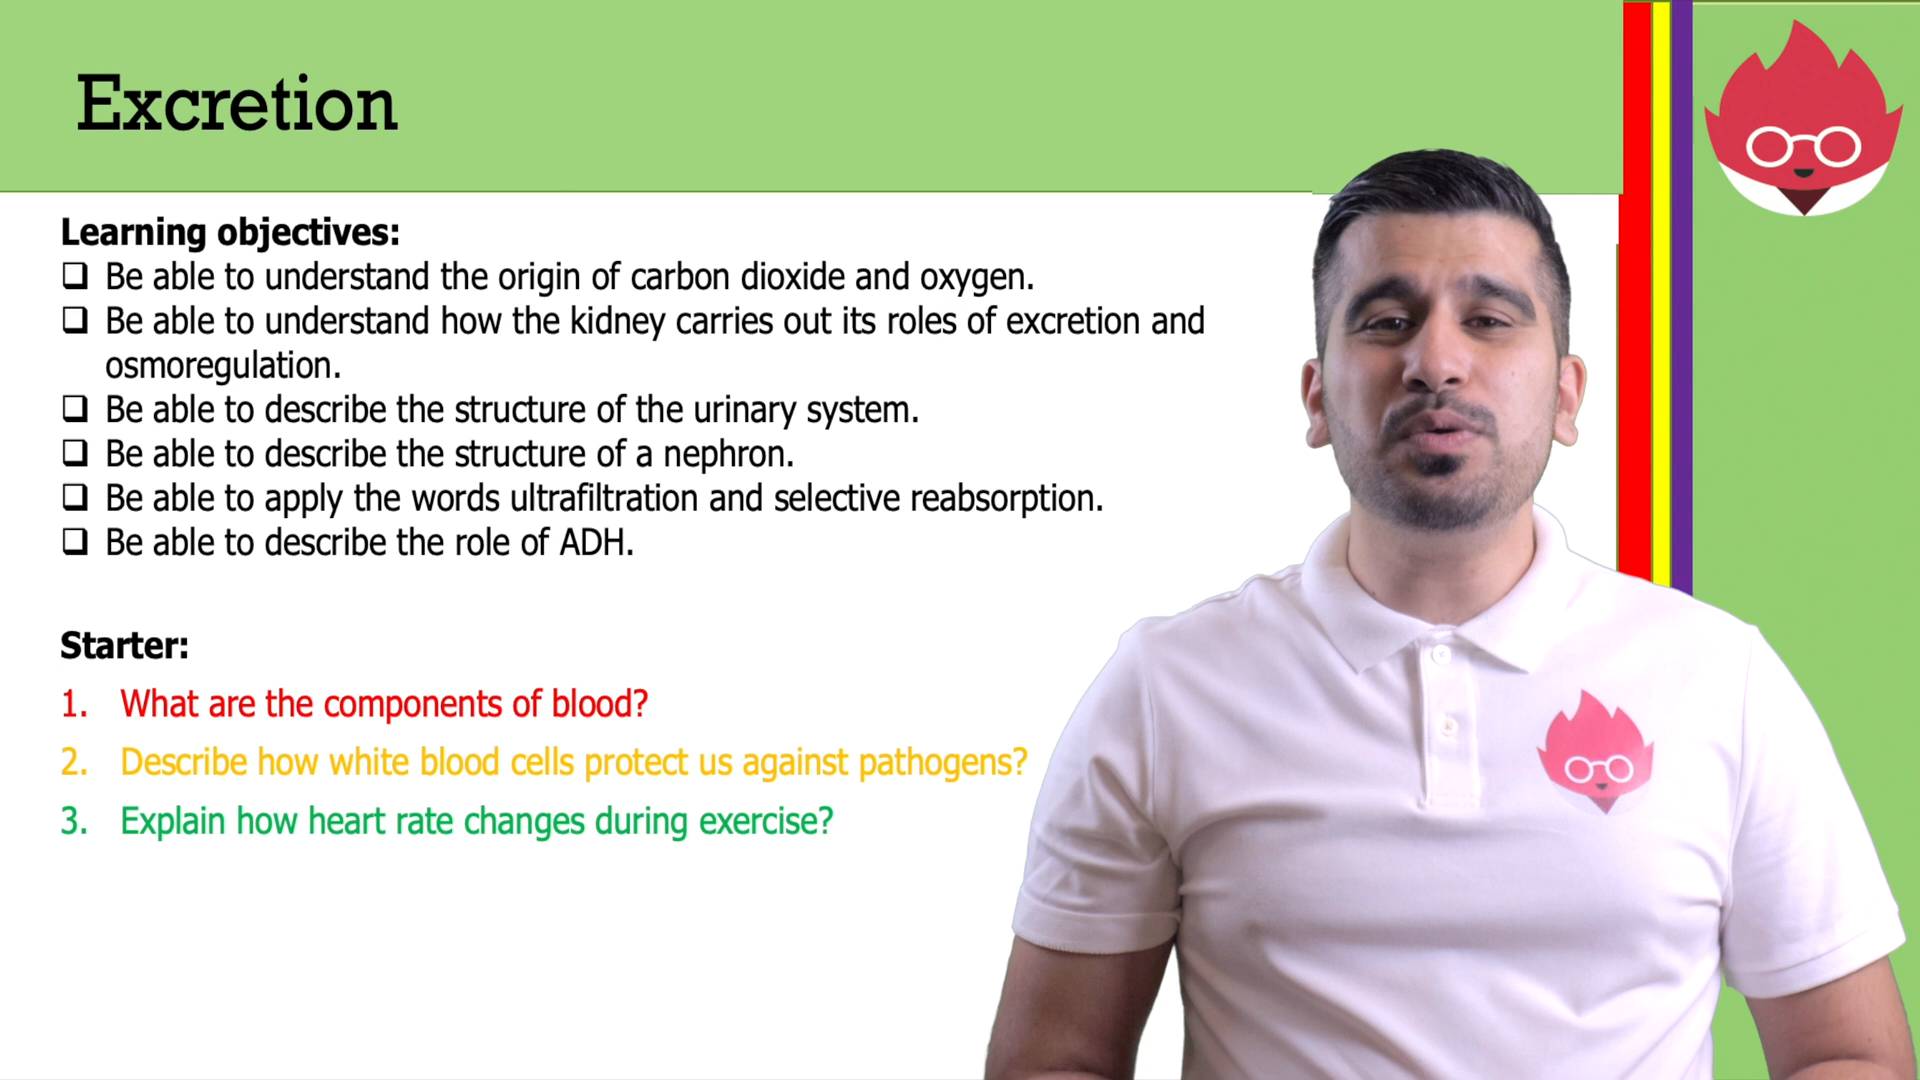 Excretion
Learning objectives:
❑ Be able to understand the origin of carbon dioxide and oxygen.
❑ Be able to understand how the kidney carries out its roles of excretion and
osmoregulation.
❑ Be able to describe the structure of the urinary system.
❑ Be able to describe the structure of a nephron.
❑ Be able to apply the words ultrafiltration and selective reabsorption.
❑ Be able to describe the role of ADH.
Starter:
1. What are the components of blood?
2. Describe how white blood cells protect us against pathogens?
3. Explain how heart rate changes during exercise?